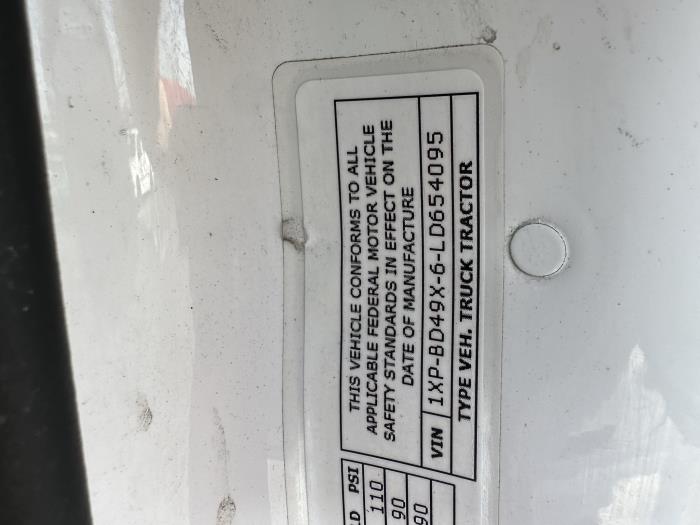 THIS VEHICLE CONFORMS TO ALL
APPLICABLE FEDERAL MOTOR VEHICLE
SAFETY STANDARDS IN EFFECT ON THE
DATE OF MANUFACTURE
VIN 1XP-BD49X-6-LD654095
TYPE VEH. TRUCK TRACTOR
PSI
110
90
90